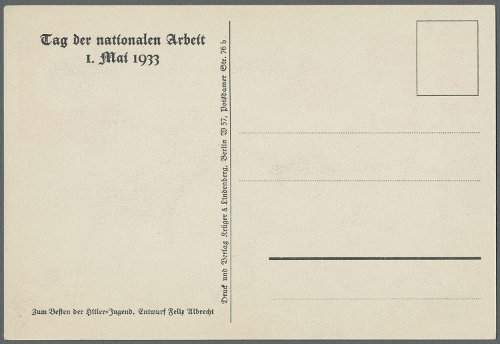 Tag der nationalen Arbeit
1. Mai 1933
Zum Besten der Hitler-Jugend. Entwurf Felix Albrecht
Druck und Verlag Krüger & Lindenberg, Berlin W 57, Potsdamer Str. 76 b